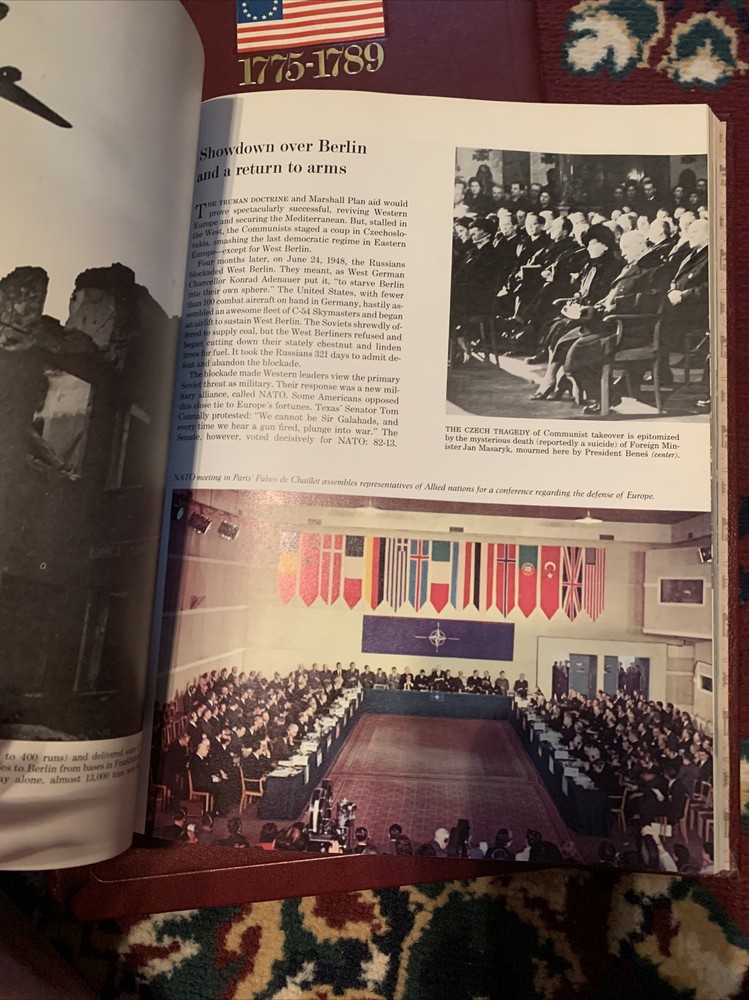 1775-1789
Showdown over Berlin
and a return to arms
THE TRUMAN DOCTRINE and Marshall Plan aid would
prove spectacularly successful, reviving Western
Europe and securing the Mediterranean. But, stalled in
the West, the Communists staged a coup in Czechoslo-
vakia, smashing the last democratic regime in Eastern
Europe—except for West Berlin.
Four months later, on June 24, 1948, the Russians
blockaded West Berlin. They meant, as West German
Chancellor Konrad Adenauer put it, "to starve Berlin
into their own sphere." The United States, with fewer
than 100 combat aircraft on hand in Germany, hastily as-
sembled an awesome fleet of C-54 Skymasters and began
an airlift to sustain West Berlin. The Soviets shrewdly of-
fered to supply coal, but the West Berliners refused and
begun cutting down their stately chestnut and linden
trees for fuel. It took the Russians 321 days to admit de-
feat and abandon the blockade.
The blockade made Western leaders view the primary
Soviet threat as military. Their response was a new mil-
itary alliance, called NATO. Some Americans opposed
this close tie to Europe's fortunes. Texas' Senator Tom
Connally protested: "We cannot be Sir Galahads, and
every time we hear a gun fired, plunge into war." The
Senate, however, voted decisively for NATO: 82-13.
THE CZECH TRAGEDY of Communist takeover is epitomized
by the mysterious death (reportedly a suicide) of Foreign Min-
ister Jan Masaryk, mourned here by President Beneš (center).
NATO meeting in Paris' Palais de Chaillot assembles representatives of Allied nations for a conference regarding the defense of Europe.
to 400 runs) and delivered
to Berlin from bases in
alone, almost 13,000 tons